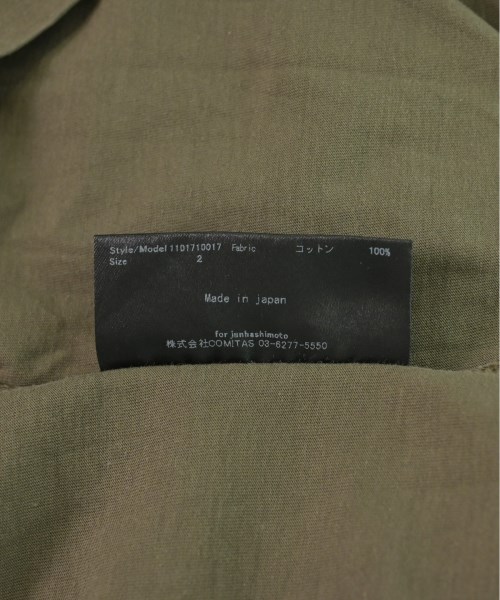 Style/Model 1101710017 Fabric コットン 100%
Size 2
Made in japan
for junhashimoto
株式会社COMITAS 03-6277-5550